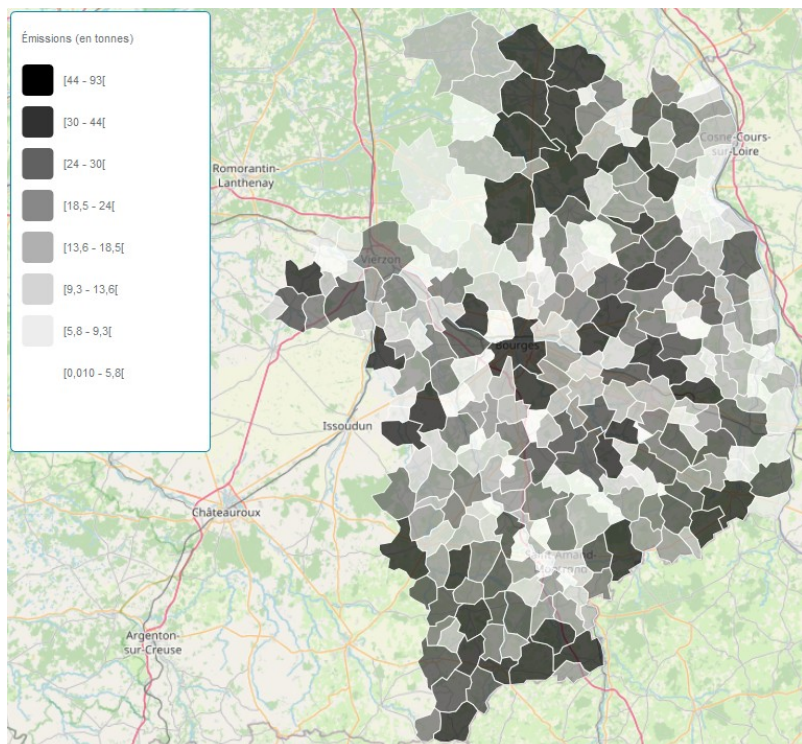 Émissions (en tonnes)
[44 - 93[
[30 - 44[
[24 - 30[
[18,5 - 24[
[13,6 - 18,5[
[9,3 - 13,6[
[5,8 - 9,3[
[0,010 - 5,8[
Cosne-Cours-
sur-Loire
Romorantin-
Lanthenay
Vierzon
Bourges
Issoudun
Châteauroux
Saint-Amand-
Montrond
Argenton-
sur-Creuse